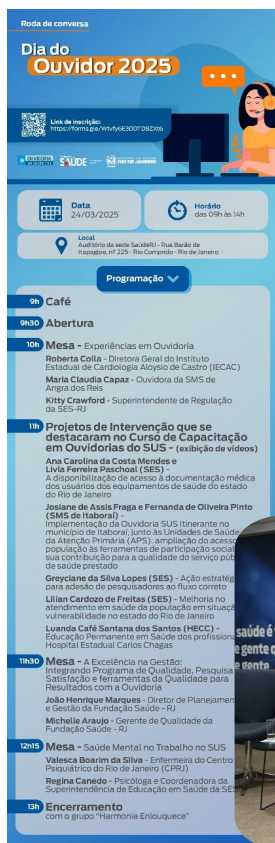 Roda de conversa
Dia do
Ouvidor 2025
Link de inscrição:
OUVIDORIA
SAÚDE
RIO DE JANEIRO
Data
24/03/2025
Horário
das 09h às 14h
Local
Auditório da sede SaúdeRJ - Rua Barão de
Itapagipe, nº 225 - Rio Comprido - Rio de Janeiro
Programação
9h Café
9h30 Abertura
10h Mesa - Experiências em Ouvidoria
Roberta Colla - Diretora Geral do Instituto
Estadual de Cardiologia Aloysio de Castro (IECAC)
Maria Claudia Capaz - Ouvidora da SMS de
Angra dos Reis
Kitty Crawford - Superintendente de Regulação
da SES-RJ
11h Projetos de Intervenção que se
destacaram no Curso de Capacitação
em Ouvidorias do SUS - (exibição de vídeos)
Ana Carolina da Costa Mendes e
Livia Ferreira Paschoal (SES) -
A disponibilização de acesso à documentação médica
dos usuários dos equipamentos de saúde do estado
do Rio de Janeiro
Josiane de Assis Fraga e Fernanda de Oliveira Pinto
(SMS de Itaboraí) -
Implementação da Ouvidoria SUS Itinerante no
município de Itaboraí, junto às Unidades de Saúde
da Atenção Primária (APS): ampliação do acesso
população às ferramentas de participação social
sua contribuição para a qualidade do serviço púb
de saúde prestado
Greyciane da Silva Lopes (SES) - Ação estratég
para adesão de pesquisadores ao fluxo correto
Lilian Cardozo de Freitas (SES) - Melhoria no
atendimento em saúde da população em situaç
vulnerabilidade no estado do Rio de Janeiro
Luanda Café Santana dos Santos (HECC) -
Educação Permanente em Saúde dos profission
Hospital Estadual Carlos Chagas
11h30 Mesa - A Excelência na Gestão:
Integrando Programa de Qualidade, Pesquisa
Satisfação e ferramentas da Qualidade para
Resultados com a Ouvidoria
João Henrique Marques - Diretor de Planejamen
e Gestão da Fundação Saúde - RJ
Michelle Araujo - Gerente de Qualidade da
Fundação Saúde - RJ
12h15 Mesa - Saúde Mental no Trabalho no SUS
Valesca Boarim da Silva - Enfermeira do Centro
Psiquiátrico do Rio de Janeiro (CPRJ)
Regina Canedo - Psicóloga e Coordenadora da
Superintendência de Educação em Saúde da SES
13h Encerramento
com o grupo "Harmonia Enlouquece"
saúde é
e gente
e gente